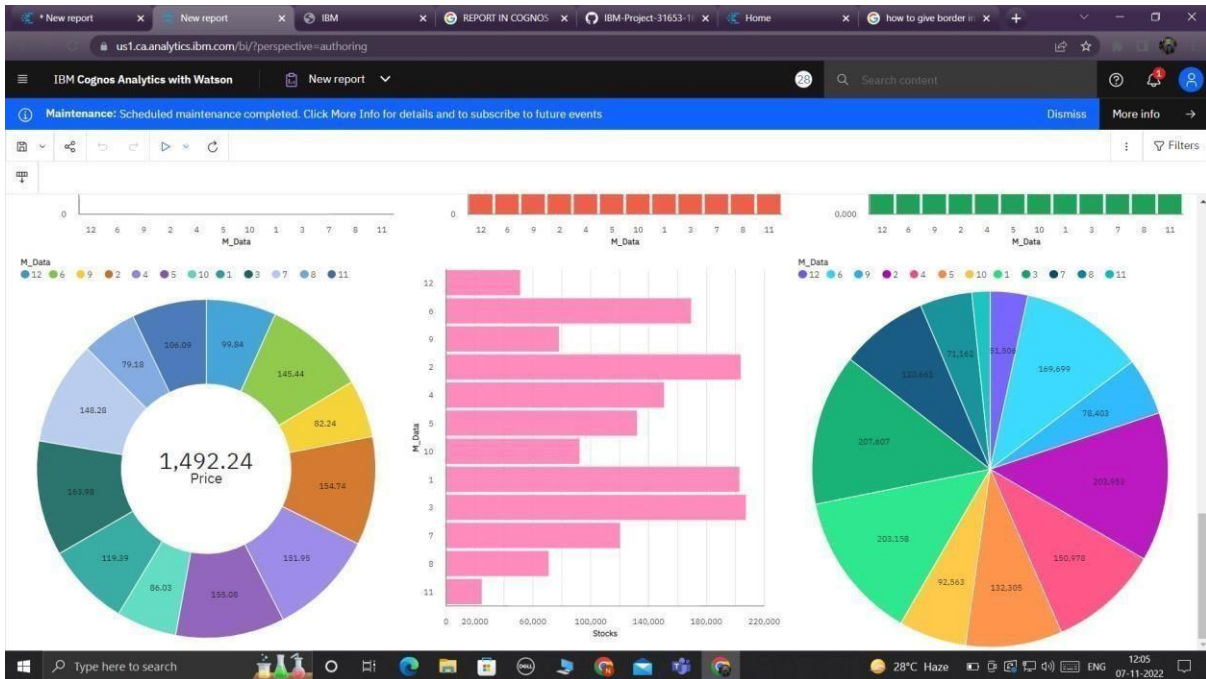 * New report
New report
IBM
REPORT IN COGNOS
IBM-Project-31653-1
Home
how to give border in
us1.ca.analytics.ibm.com/bi/?perspective=authoring
IBM Cognos Analytics with Watson
New report
28
Search content
1
Maintenance: Scheduled maintenance completed. Click More Info for details and to subscribe to future events
Dismiss
More info
Filters
0
12 6 9 2 4 5 10 1 3 7 8 11
M_Data
0
12 6 9 2 4 5 10 1 3 7 8 11
M_Data
0.000
12 6 9 2 4 5 10 1 3 7 8 11
M_Data
M_Data
12 6 9 2 4 5 10 1 3 7 8 11
99.84
145.44
82.24
154.74
151.95
155.08
86.03
119.39
163.98
148.28
79.18
106.09
1,492.24
Price
M_Data
12
6
9
2
4
5
10
1
3
7
8
11
0 20,000 60,000 100,000 140,000 180,000 220,000
Stocks
M_Data
12 6 9 2 4 5 10 1 3 7 8 11
51,506
169,699
78,403
203,953
150,978
132,305
92,563
203,158
207,607
120,661
71,162
Type here to search
DELL
28°C Haze
ENG
12:05
07-11-2022